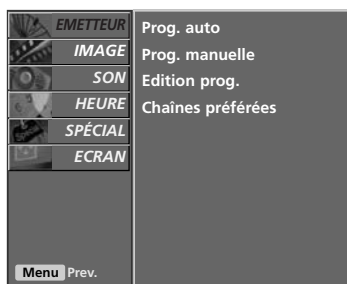 EMETTEUR
IMAGE
SON
HEURE
SPÉCIAL
ECRAN
Prog. auto
Prog. manuelle
Edition prog.
Chaînes préférées
Menu Prev.